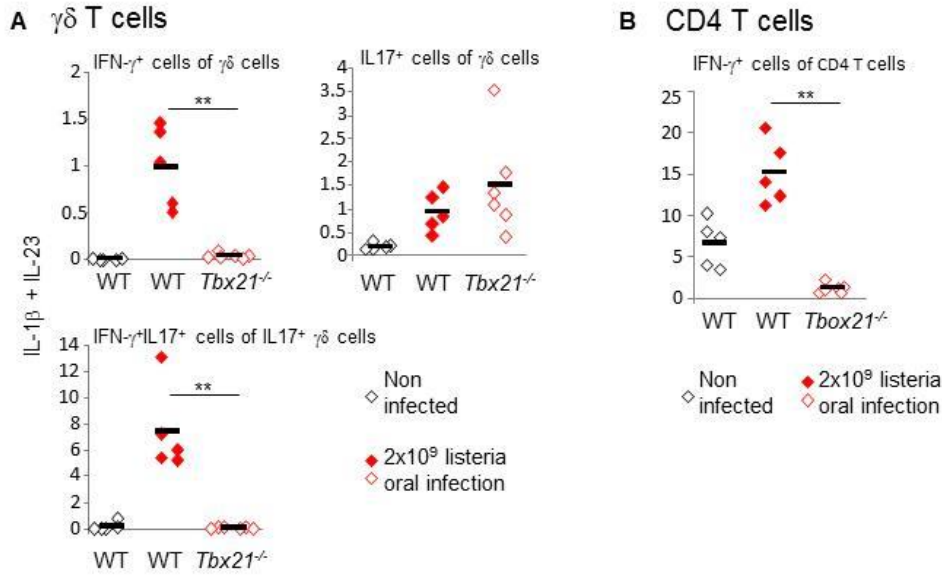 A γδ T cells
IFN-γ⁺ cells of γδ cells
2
1.5
1
0.5
0
**
WT WT Tbx21⁻/⁻
IL17⁺ cells of γδ cells
4
3.5
3
2.5
2
1.5
1
0.5
0
WT WT Tbx21⁻/⁻
IL-1β + IL-23
IFN-γ⁺IL17⁺ cells of IL17⁺ γδ cells
14
12
10
8
6
4
2
0
**
WT WT Tbx21⁻/⁻
Non
infected
2x10⁹ listeria
oral infection
B CD4 T cells
IFN-γ⁺ cells of CD4 T cells
25
20
15
10
5
0
**
WT WT Tbox21⁻/⁻
Non
infected
2x10⁹ listeria
oral infection